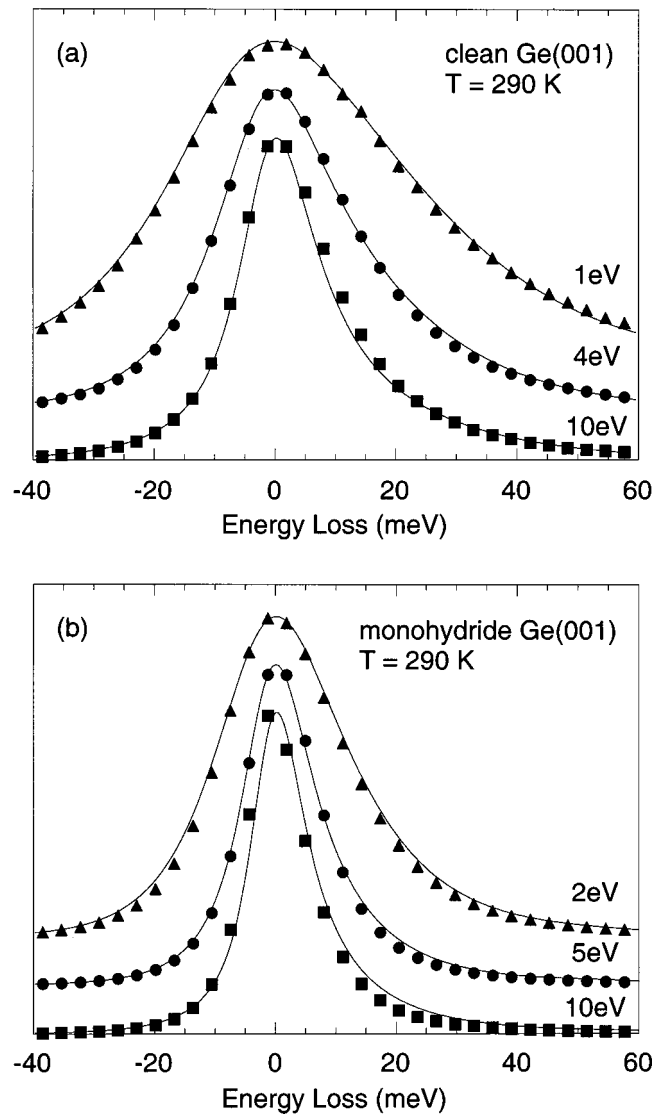 (a)
clean Ge(001)
T = 290 K
1eV
4eV
10eV
-40 -20 0 20 40 60
Energy Loss (meV)
(b)
monohydride Ge(001)
T = 290 K
2eV
5eV
10eV
-40 -20 0 20 40 60
Energy Loss (meV)